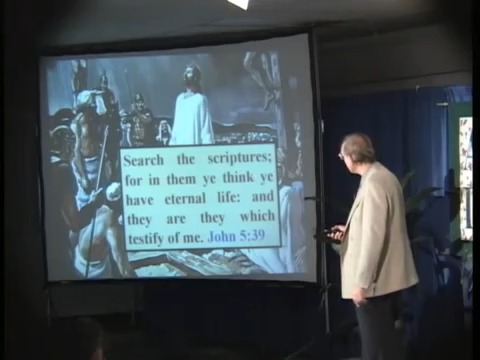 Search the scriptures;
for in them ye think ye
have eternal life: and
they are they which
testify of me. John 5:39